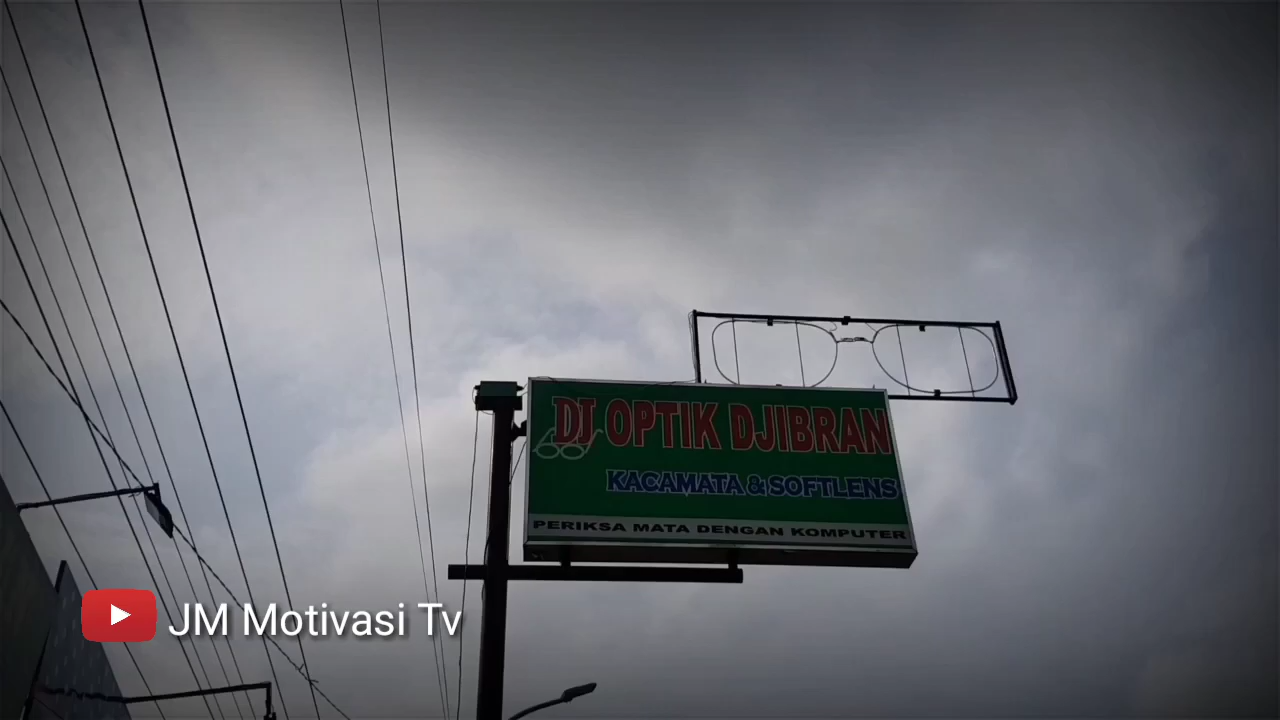 DJ OPTIK DJIBRAN
KACAMATA & SOFTLENS
PERIKSA MATA DENGAN KOMPUTER
JM Motivasi Tv